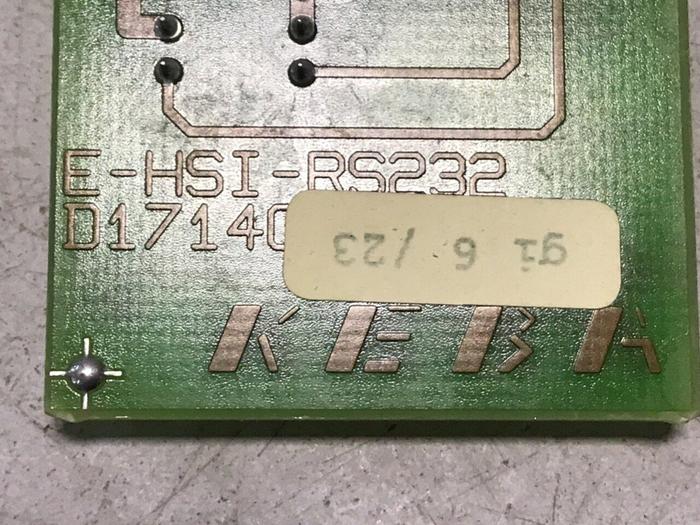 E-HSI-RS232
D17140
gi 6 /23
KEBA